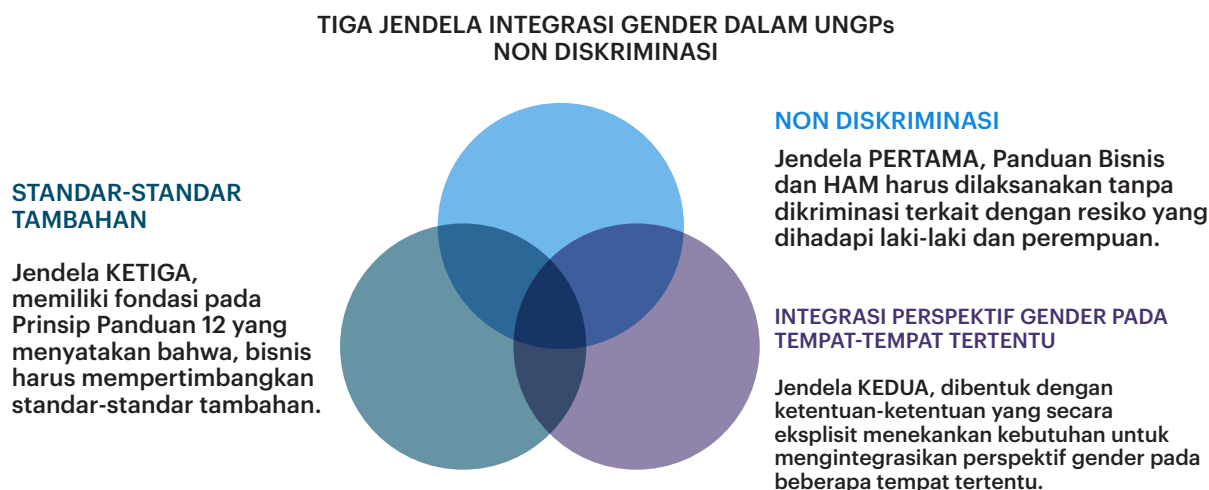 TIGA JENDELA INTEGRASI GENDER DALAM UNGPs
NON DISKRIMINASI
NON DISKRIMINASI
Jendela PERTAMA, Panduan Bisnis
dan HAM harus dilaksanakan tanpa
dikriminasi terkait dengan resiko yang
dihadapi laki-laki dan perempuan.
INTEGRASI PERSPEKTIF GENDER PADA
TEMPAT-TEMPAT TERTENTU
Jendela KEDUA, dibentuk dengan
ketentuan-ketentuan yang secara
eksplisit menekankan kebutuhan untuk
mengintegrasikan perspektif gender pada
beberapa tempat tertentu.
STANDAR-STANDAR
TAMBAHAN
Jendela KETIGA,
memiliki fondasi pada
Prinsip Panduan 12 yang
menyatakan bahwa, bisnis
harus mempertimbangkan
standar-standar tambahan.